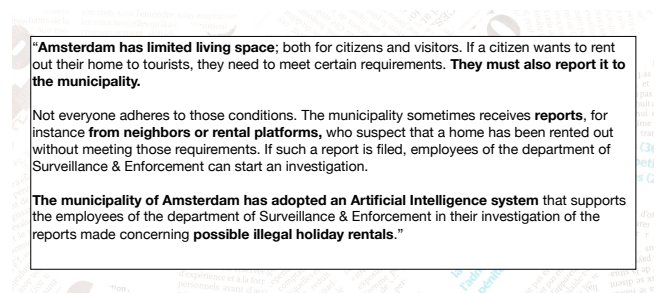 “Amsterdam has limited living space; both for citizens and visitors. If a citizen wants to rent
out their home to tourists, they need to meet certain requirements. They must also report it to
the municipality.
Not everyone adheres to those conditions. The municipality sometimes receives reports, for
instance from neighbors or rental platforms, who suspect that a home has been rented out
without meeting those requirements. If such a report is filed, employees of the department of
Surveillance & Enforcement can start an investigation.
The municipality of Amsterdam has adopted an Artificial Intelligence system that supports
the employees of the department of Surveillance & Enforcement in their investigation of the
reports made concerning possible illegal holiday rentals.”